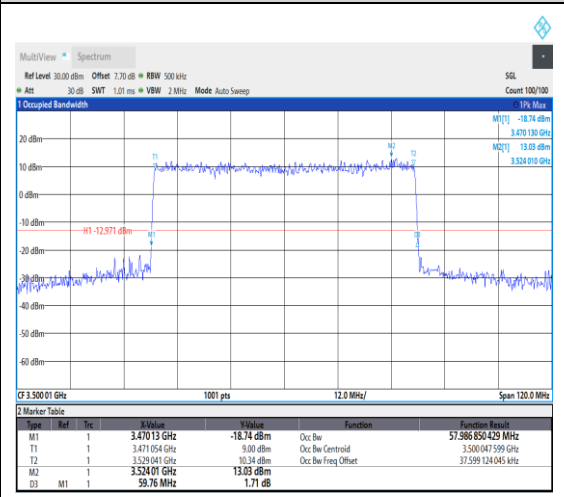 MultiView Spectrum
Ref Level 30.00 dBm Offset 7.70 dB RBW 500 kHz SGL
Att 30 dB SWT 1.01 ms VBW 2 MHz Mode Auto Sweep Count 100/100
1 Occupied Bandwidth 1Pk Max
M1[1] -18.74 dBm
3.470 130 GHz
M2[1] 13.03 dBm
3.524 010 GHz
20 dBm
M2
T2
T1
10 dBm
0 dBm
-10 dBm
H1 -12.971 dBm
M1
D3
-20 dBm
-30 dBm
-40 dBm
-50 dBm
-60 dBm
CF 3.500 01 GHz 1001 pts 12.0 MHz/ Span 120.0 MHz
2 Marker Table
Type Ref Trc X-Value Y-Value Function Function Result
M1 1 3.470 13 GHz -18.74 dBm Occ Bw 57.986 850 429 MHz
T1 1 3.471 054 GHz 9.00 dBm Occ Bw Centroid 3.500 047 599 GHz
T2 1 3.529 041 GHz 10.34 dBm Occ Bw Freq Offset 37.599 124 045 kHz
M2 1 3.524 01 GHz 13.03 dBm
D3 M1 1 59.76 MHz 1.71 dB